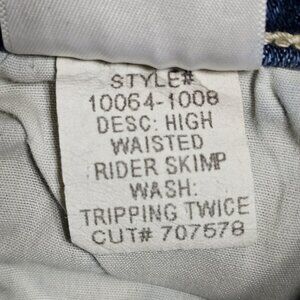 STYLE#
10064-1008
DESC: HIGH
WAISTED
RIDER SKIMP
WASH:
TRIPPING TWICE
CUT# 707578